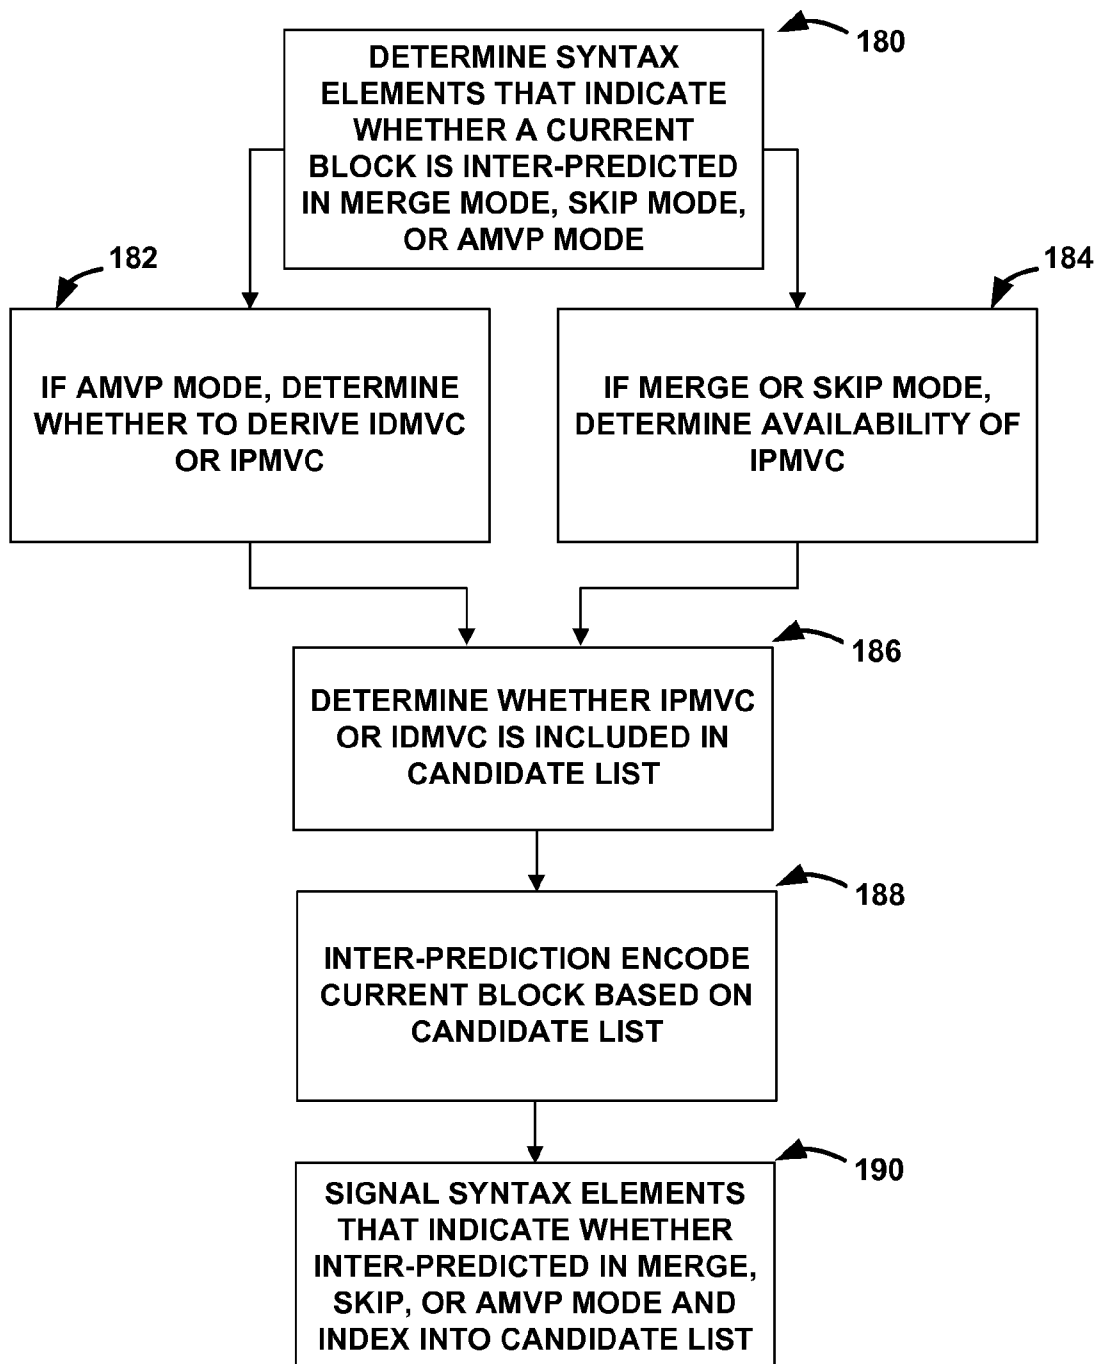 180
DETERMINE SYNTAX
ELEMENTS THAT INDICATE
WHETHER A CURRENT
BLOCK IS INTER-PREDICTED
IN MERGE MODE, SKIP MODE,
OR AMVP MODE
182
IF AMVP MODE, DETERMINE
WHETHER TO DERIVE IDMVC
OR IPMVC
184
IF MERGE OR SKIP MODE,
DETERMINE AVAILABILITY OF
IPMVC
186
DETERMINE WHETHER IPMVC
OR IDMVC IS INCLUDED IN
CANDIDATE LIST
188
INTER-PREDICTION ENCODE
CURRENT BLOCK BASED ON
CANDIDATE LIST
190
SIGNAL SYNTAX ELEMENTS
THAT INDICATE WHETHER
INTER-PREDICTED IN MERGE,
SKIP, OR AMVP MODE AND
INDEX INTO CANDIDATE LIST